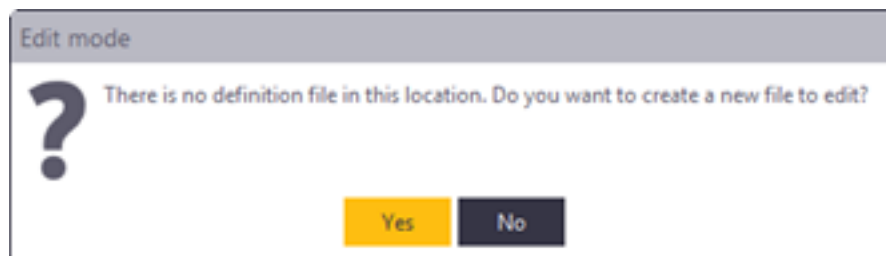 Edit mode
There is no definition file in this location. Do you want to create a new file to edit?
Yes No